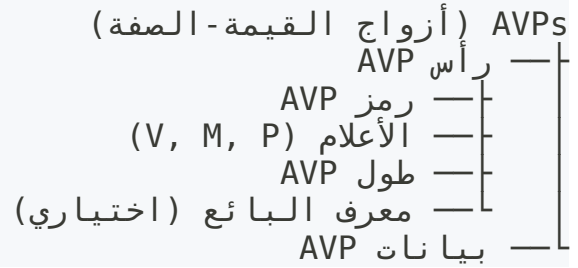 AVPs (أزواج القيمة-الصفة)
رأس AVP
رمز AVP
الأعلام (V, M, P)
طول AVP
معرف البائع (اختياري)
بيانات AVP